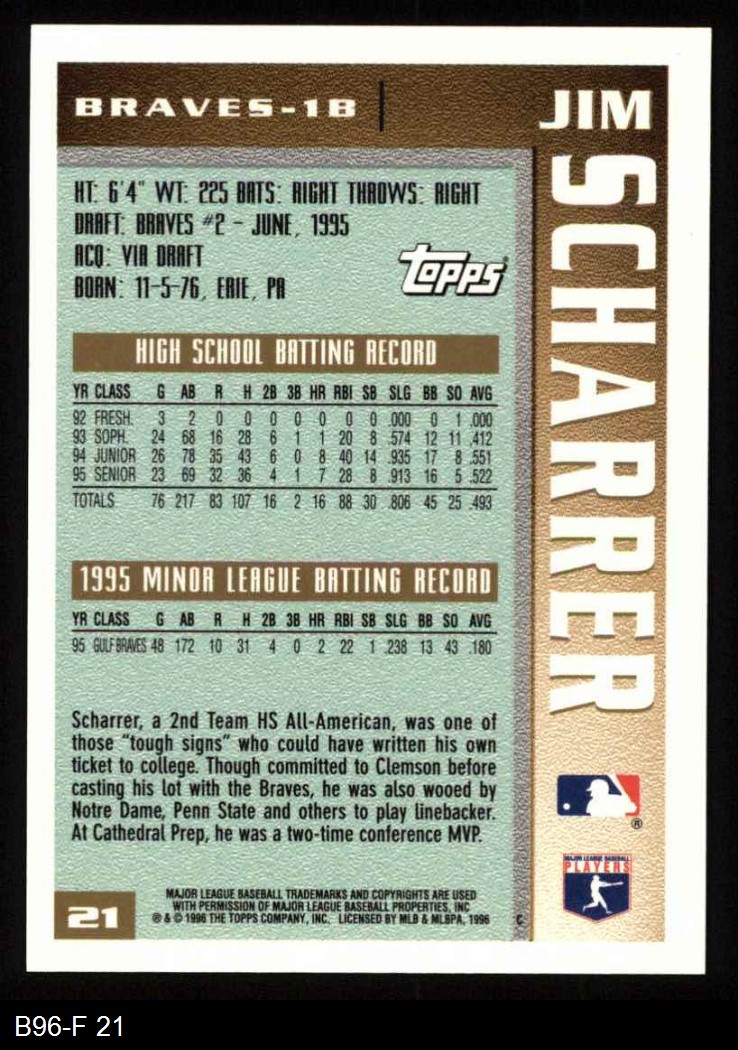 BRAVES-1B
JIM
SCHARRER
HT: 6'4" WT: 225 BATS: RIGHT THROWS: RIGHT
DRAFT: BRAVES #2 - JUNE, 1995
ACQ: VIA DRAFT
BORN: 11-5-76, ERIE, PA
Topps
HIGH SCHOOL BATTING RECORD
YR CLASS G AB R H 2B 3B HR RBI SB SLG BB SO AVG
92 FRESH. 3 2 0 0 0 0 0 0 0 .000 0 1 .000
93 SOPH. 24 68 16 28 6 1 1 20 8 .574 12 11 .412
94 JUNIOR 26 78 35 43 6 0 8 40 14 .935 17 8 .551
95 SENIOR 23 69 32 36 4 1 7 28 8 .913 16 5 .522
TOTALS 76 217 83 107 16 2 16 88 30 .806 45 25 .493
1995 MINOR LEAGUE BATTING RECORD
YR CLASS G AB R H 2B 3B HR RBI SB SLG BB SO AVG
95 GULF BRAVES 48 172 10 31 4 0 2 22 1 .238 13 43 .180
Scharrer, a 2nd Team HS All-American, was one of
those "tough signs" who could have written his own
ticket to college. Though committed to Clemson before
casting his lot with the Braves, he was also wooed by
Notre Dame, Penn State and others to play linebacker.
At Cathedral Prep, he was a two-time conference MVP.
®
MAJOR LEAGUE BASEBALL
PLAYERS
21
MAJOR LEAGUE BASEBALL TRADEMARKS AND COPYRIGHTS ARE USED
WITH PERMISSION OF MAJOR LEAGUE BASEBALL PROPERTIES, INC
® & © 1996 THE TOPPS COMPANY, INC. LICENSED BY MLB & MLBPA, 1996
C
B96-F 21